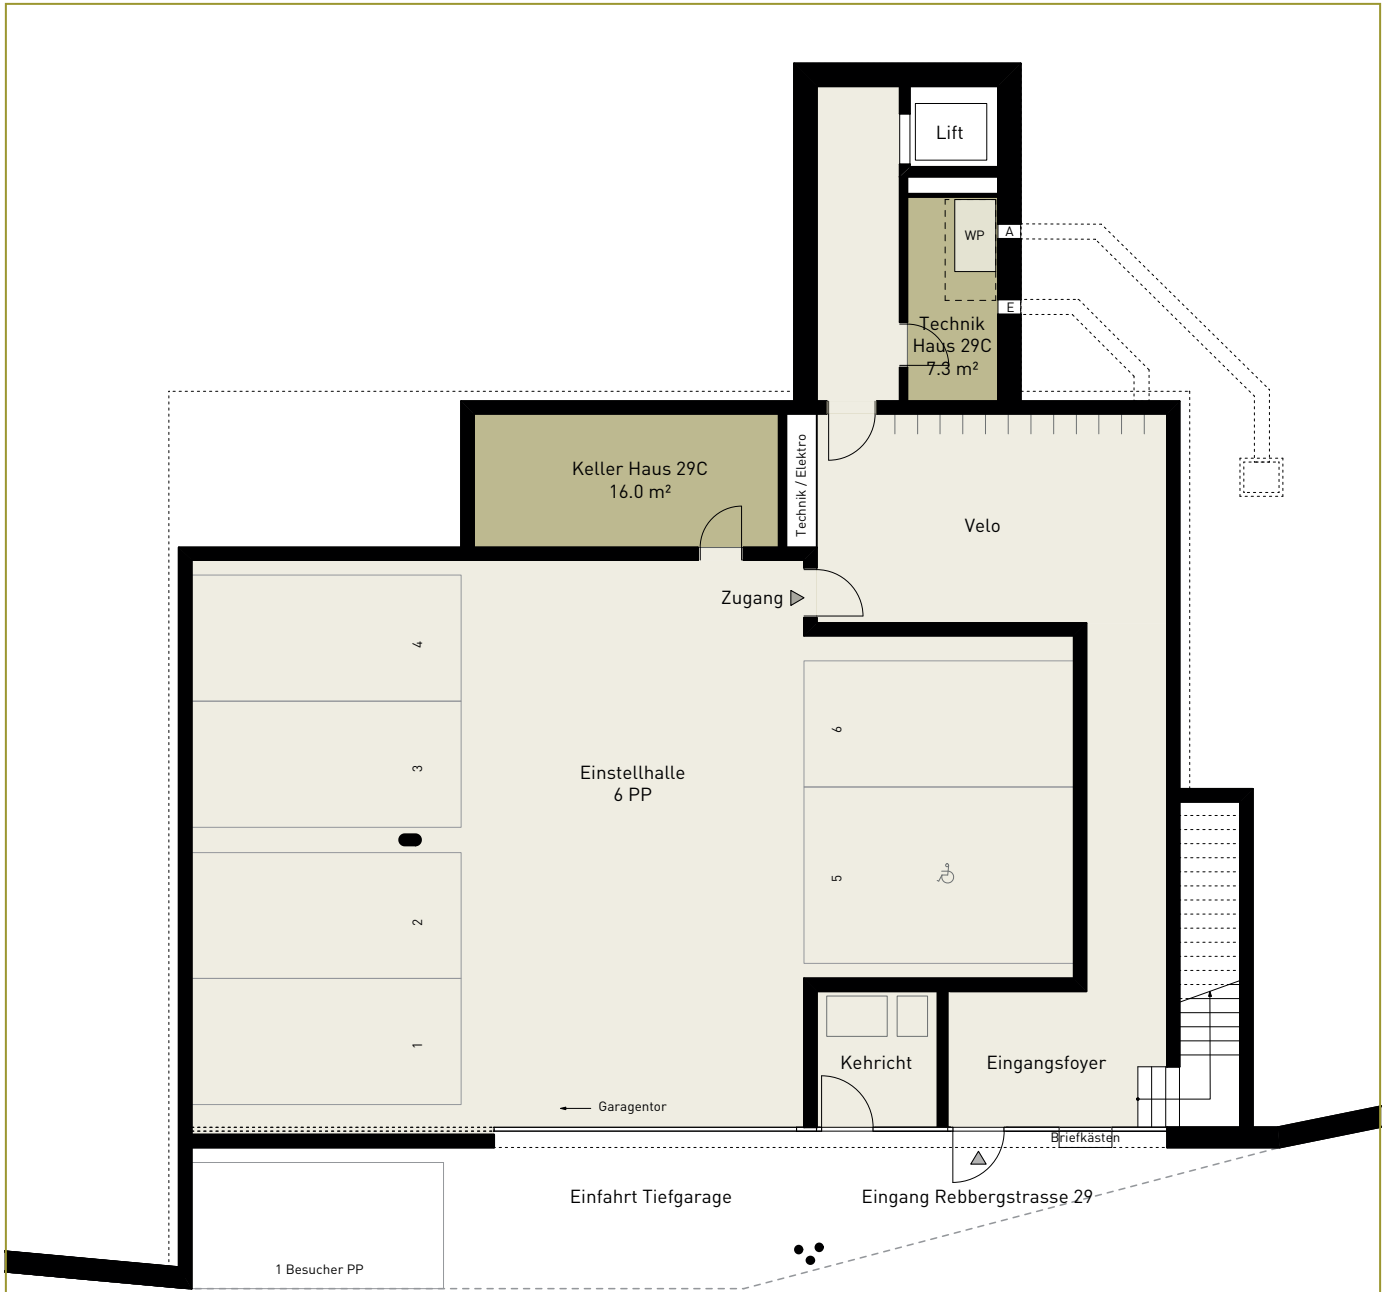 Lift
WP
A
E
Technik
Haus 29C
7.3 m²
Keller Haus 29C
16.0 m²
Technik / Elektro
Velo
Zugang
4
3
2
1
6
5
Einstellhalle
6 PP
Kehricht
Eingangsfoyer
Garagentor
Briefkästen
Einfahrt Tiefgarage
Eingang Rebbergstrasse 29
1 Besucher PP